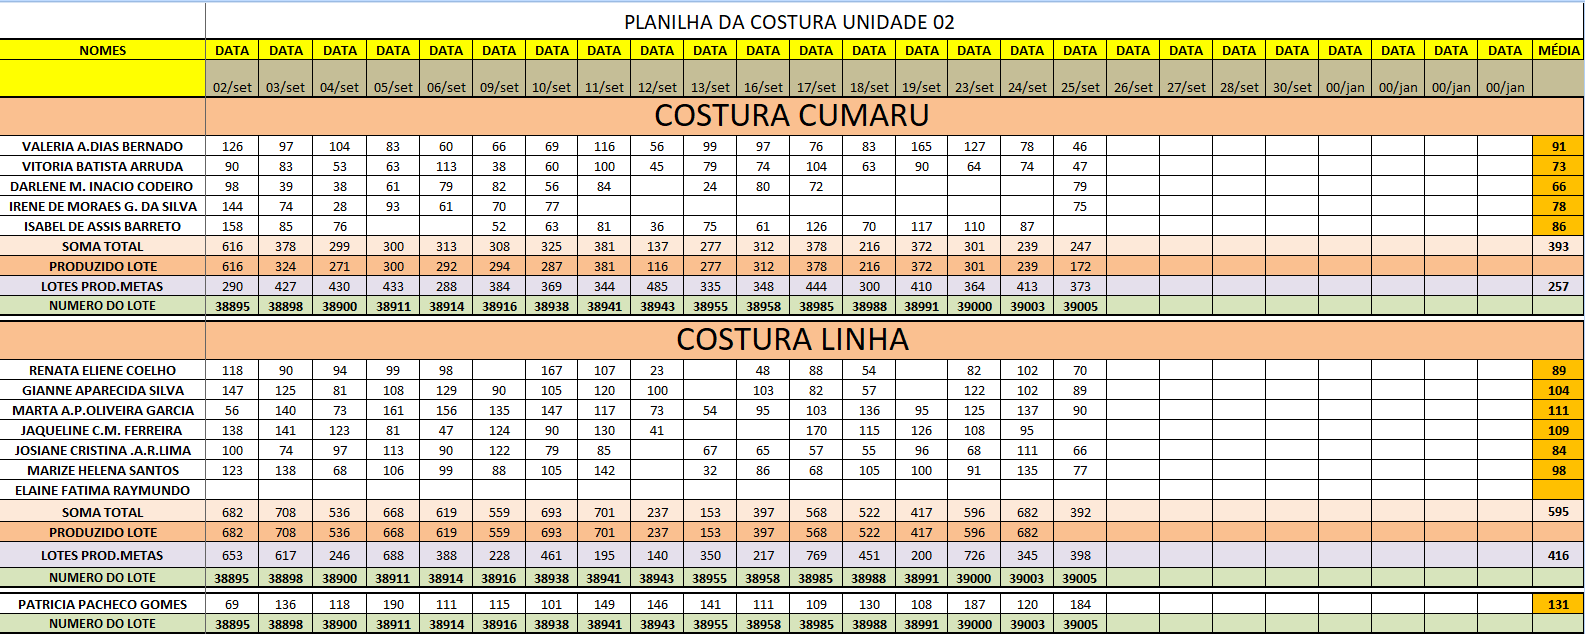 PLANILHA DA COSTURA UNIDADE 02
NOMES DATA DATA DATA DATA DATA DATA DATA DATA DATA DATA DATA DATA DATA DATA DATA DATA DATA DATA DATA DATA DATA DATA DATA DATA DATA MÉDIA
02/set 03/set 04/set 05/set 06/set 09/set 10/set 11/set 12/set 13/set 16/set 17/set 18/set 19/set 23/set 24/set 25/set 26/set 27/set 28/set 30/set 00/jan 00/jan 00/jan 00/jan
COSTURA CUMARU
VALERIA A.DIAS BERNADO 126 97 104 83 60 66 69 116 56 99 97 76 83 165 127 78 46 91
VITORIA BATISTA ARRUDA 90 83 53 63 113 38 60 100 45 79 74 104 63 90 64 74 47 73
DARLENE M. INACIO CODEIRO 98 39 38 61 79 82 56 84 24 80 72 79 66
IRENE DE MORAES G. DA SILVA 144 74 28 93 61 70 77 75 78
ISABEL DE ASSIS BARRETO 158 85 76 52 63 81 36 75 61 126 70 117 110 87 86
SOMA TOTAL 616 378 299 300 313 308 325 381 137 277 312 378 216 372 301 239 247 393
PRODUZIDO LOTE 616 324 271 300 292 294 287 381 116 277 312 378 216 372 301 239 172
LOTES PROD.METAS 290 427 430 433 288 384 369 344 485 335 348 444 300 410 364 413 373 257
NUMERO DO LOTE 38895 38898 38900 38911 38914 38916 38938 38941 38943 38955 38958 38985 38988 38991 39000 39003 39005
COSTURA LINHA
RENATA ELIENE COELHO 118 90 94 99 98 167 107 23 48 88 54 82 102 70 89
GIANNE APARECIDA SILVA 147 125 81 108 129 90 105 120 100 103 82 57 122 102 89 104
MARTA A.P.OLIVEIRA GARCIA 56 140 73 161 156 135 147 117 73 54 95 103 136 95 125 137 90 111
JAQUELINE C.M. FERREIRA 138 141 123 81 47 124 90 130 41 170 115 126 108 95 109
JOSIANE CRISTINA .A.R.LIMA 100 74 97 113 90 122 79 85 67 65 57 55 96 68 111 66 84
MARIZE HELENA SANTOS 123 138 68 106 99 88 105 142 32 86 68 105 100 91 135 77 98
ELAINE FATIMA RAYMUNDO
SOMA TOTAL 682 708 536 668 619 559 693 701 237 153 397 568 522 417 596 682 392 595
PRODUZIDO LOTE 682 708 536 668 619 559 693 701 237 153 397 568 522 417 596 682
LOTES PROD.METAS 653 617 246 688 388 228 461 195 140 350 217 769 451 200 726 345 398 416
NUMERO DO LOTE 38895 38898 38900 38911 38914 38916 38938 38941 38943 38955 38958 38985 38988 38991 39000 39003 39005
PATRICIA PACHECO GOMES 69 136 118 190 111 115 101 149 146 141 111 109 130 108 187 120 184 131
NUMERO DO LOTE 38895 38898 38900 38911 38914 38916 38938 38941 38943 38955 38958 38985 38988 38991 39000 39003 39005